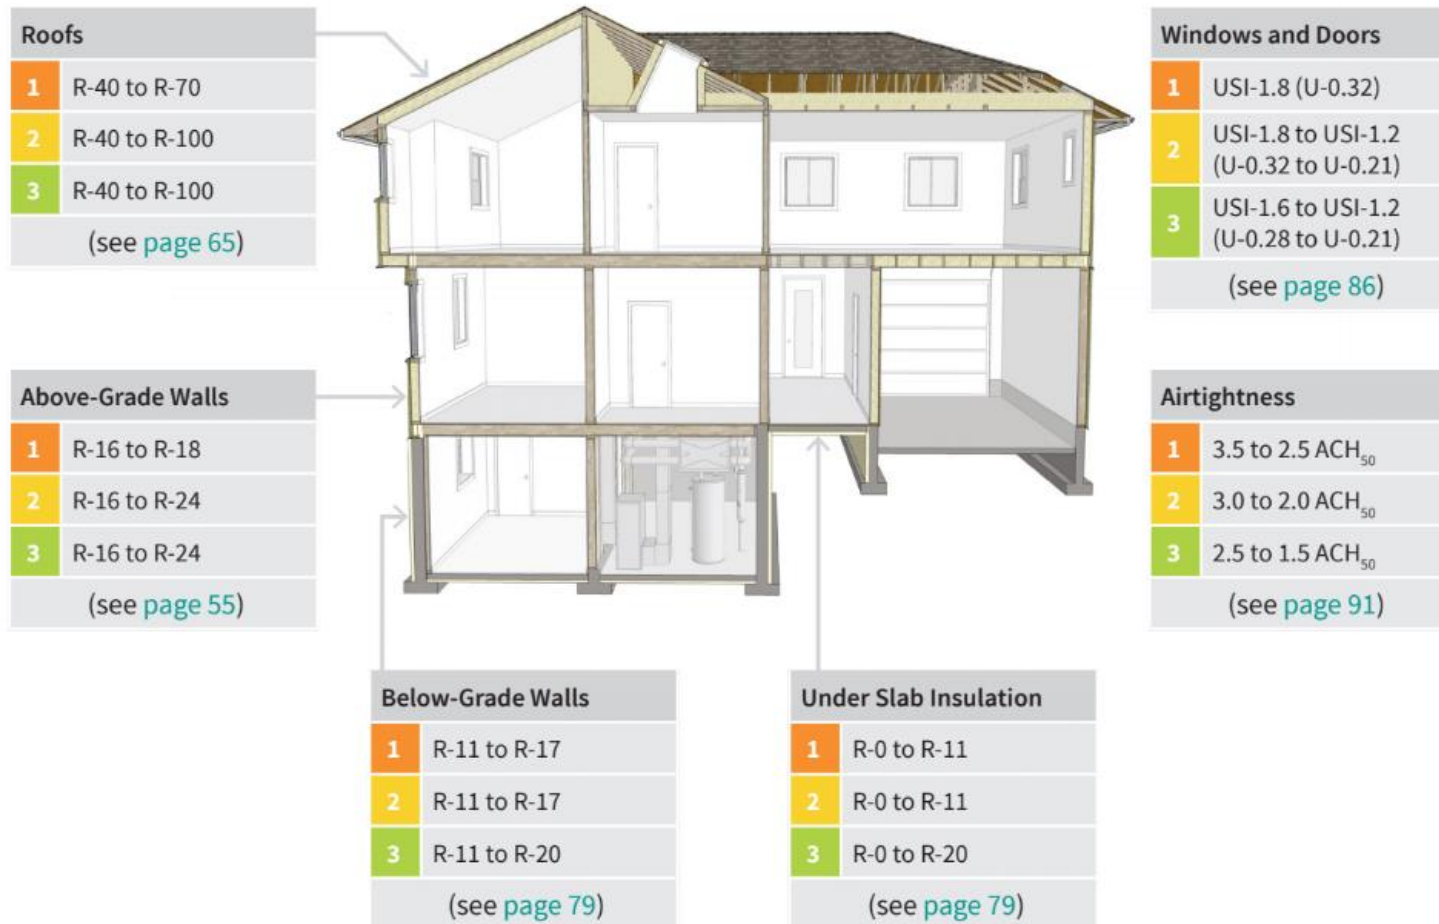 Roofs
1 R-40 to R-70
2 R-40 to R-100
3 R-40 to R-100
(see page 65)
Above-Grade Walls
1 R-16 to R-18
2 R-16 to R-24
3 R-16 to R-24
(see page 55)
Below-Grade Walls
1 R-11 to R-17
2 R-11 to R-17
3 R-11 to R-20
(see page 79)
Under Slab Insulation
1 R-0 to R-11
2 R-0 to R-11
3 R-0 to R-20
(see page 79)
Windows and Doors
1 USI-1.8 (U-0.32)
2 USI-1.8 to USI-1.2
(U-0.32 to U-0.21)
3 USI-1.6 to USI-1.2
(U-0.28 to U-0.21)
(see page 86)
Airtightness
1 3.5 to 2.5 ACH₅₀
2 3.0 to 2.0 ACH₅₀
3 2.5 to 1.5 ACH₅₀
(see page 91)